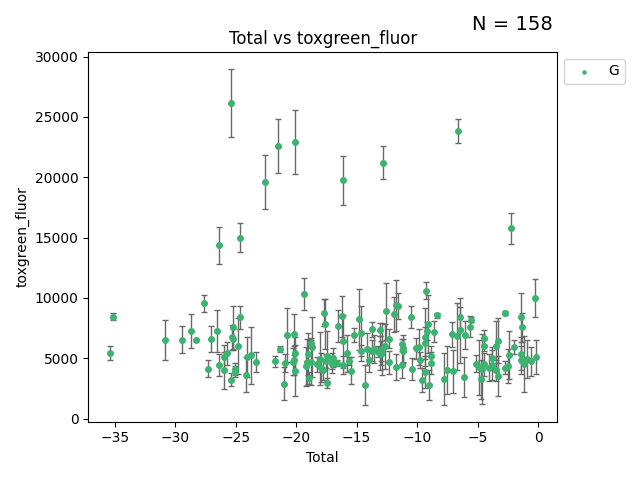 N = 158
Total vs toxgreen_fluor
G
toxgreen_fluor
30000
25000
20000
15000
10000
5000
0
−35 −30 −25 −20 −15 −10 −5 0
Total